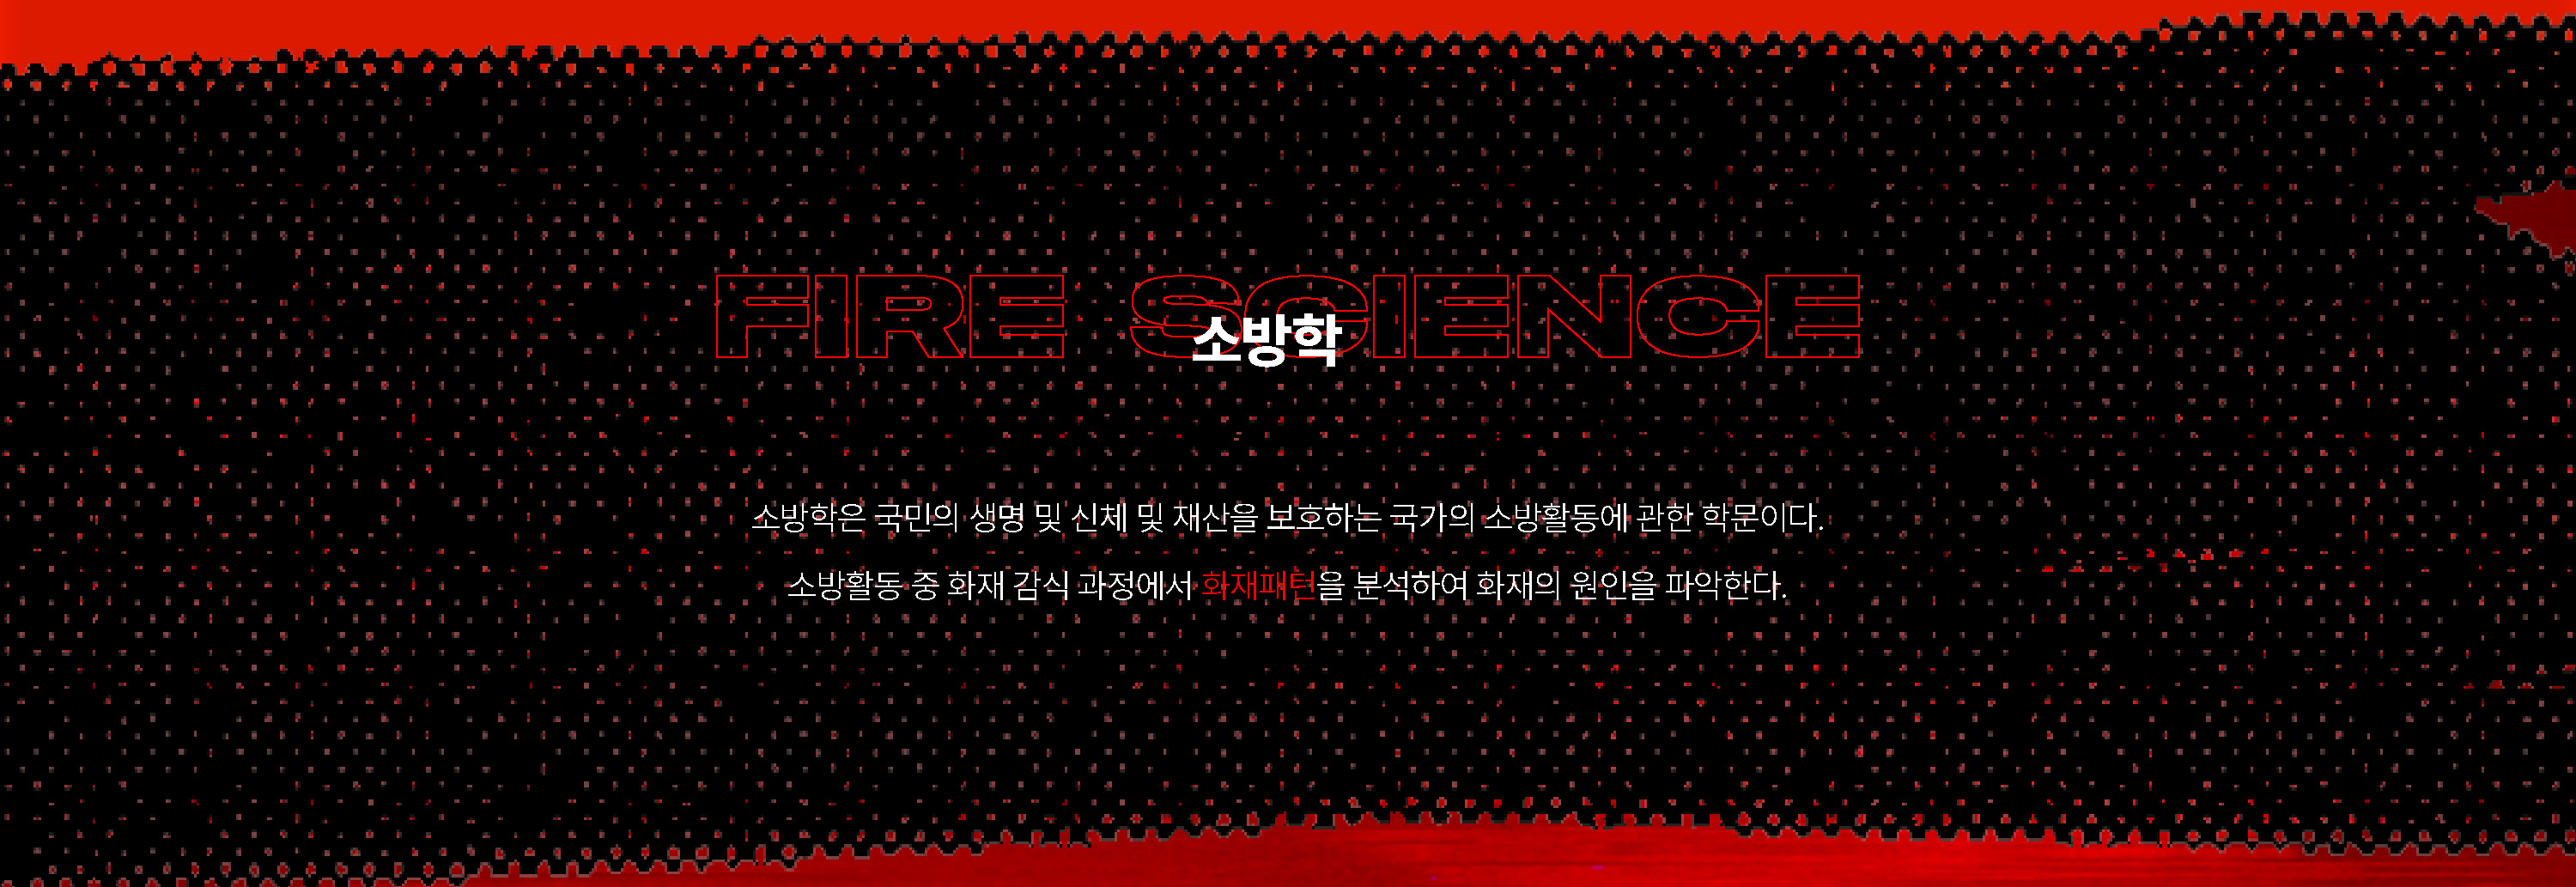 FIRE SCIENCE
소방학
소방학은 국민의 생명 및 신체 및 재산을 보호하는 국가의 소방활동에 관한 학문이다.
소방활동 중 화재 감식 과정에서 화재패턴을 분석하여 화재의 원인을 파악한다.